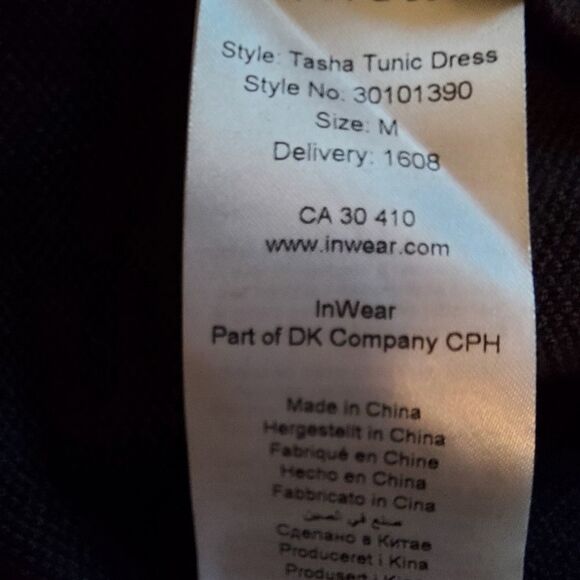 Style: Tasha Tunic Dress
Style No. 30101390
Size: M
Delivery: 1608
CA 30 410
www.inwear.com
InWear
Part of DK Company CPH
Made in China
Hergestellt in China
Fabriqué en Chine
Hecho en China
Fabbricato in Cina
صنع في الصين
Сделано в Китае
Produceret i Kina